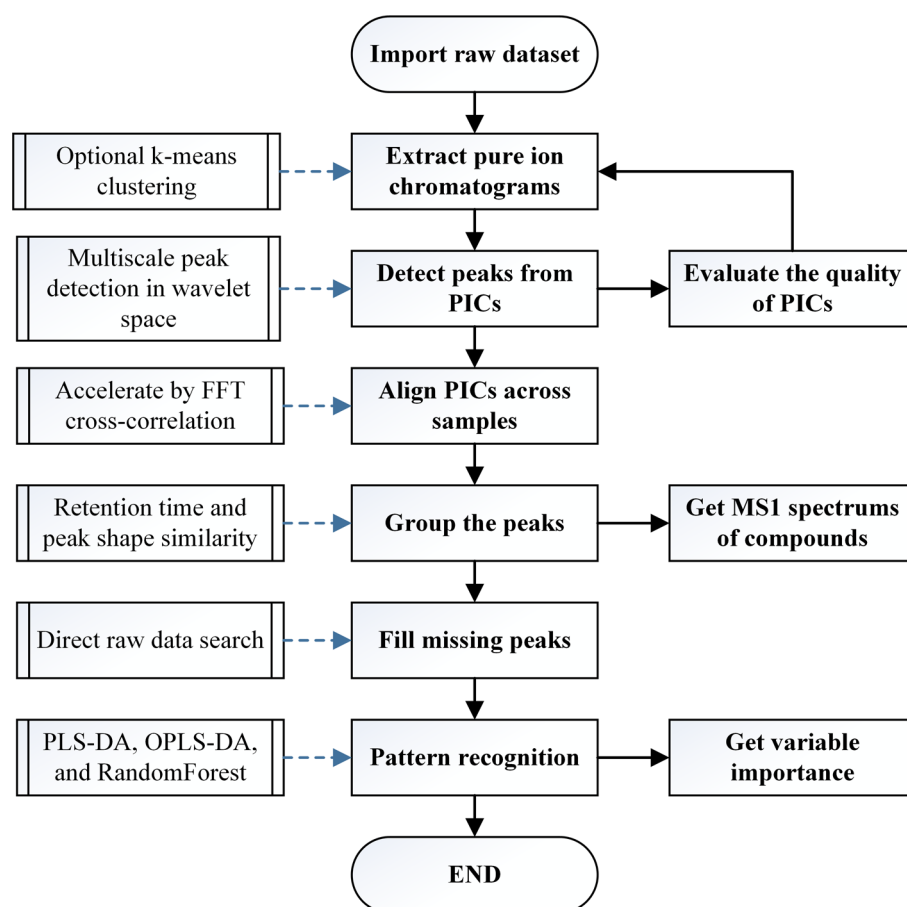 Import raw dataset
Optional k-means
clustering
Extract pure ion
chromatograms
Multiscale peak
detection in wavelet
space
Detect peaks from
PICs
Evaluate the quality
of PICs
Accelerate by FFT
cross-correlation
Align PICs across
samples
Retention time and
peak shape similarity
Group the peaks
Get MS1 spectrums
of compounds
Direct raw data search
Fill missing peaks
PLS-DA, OPLS-DA,
and RandomForest
Pattern recognition
Get variable
importance
END